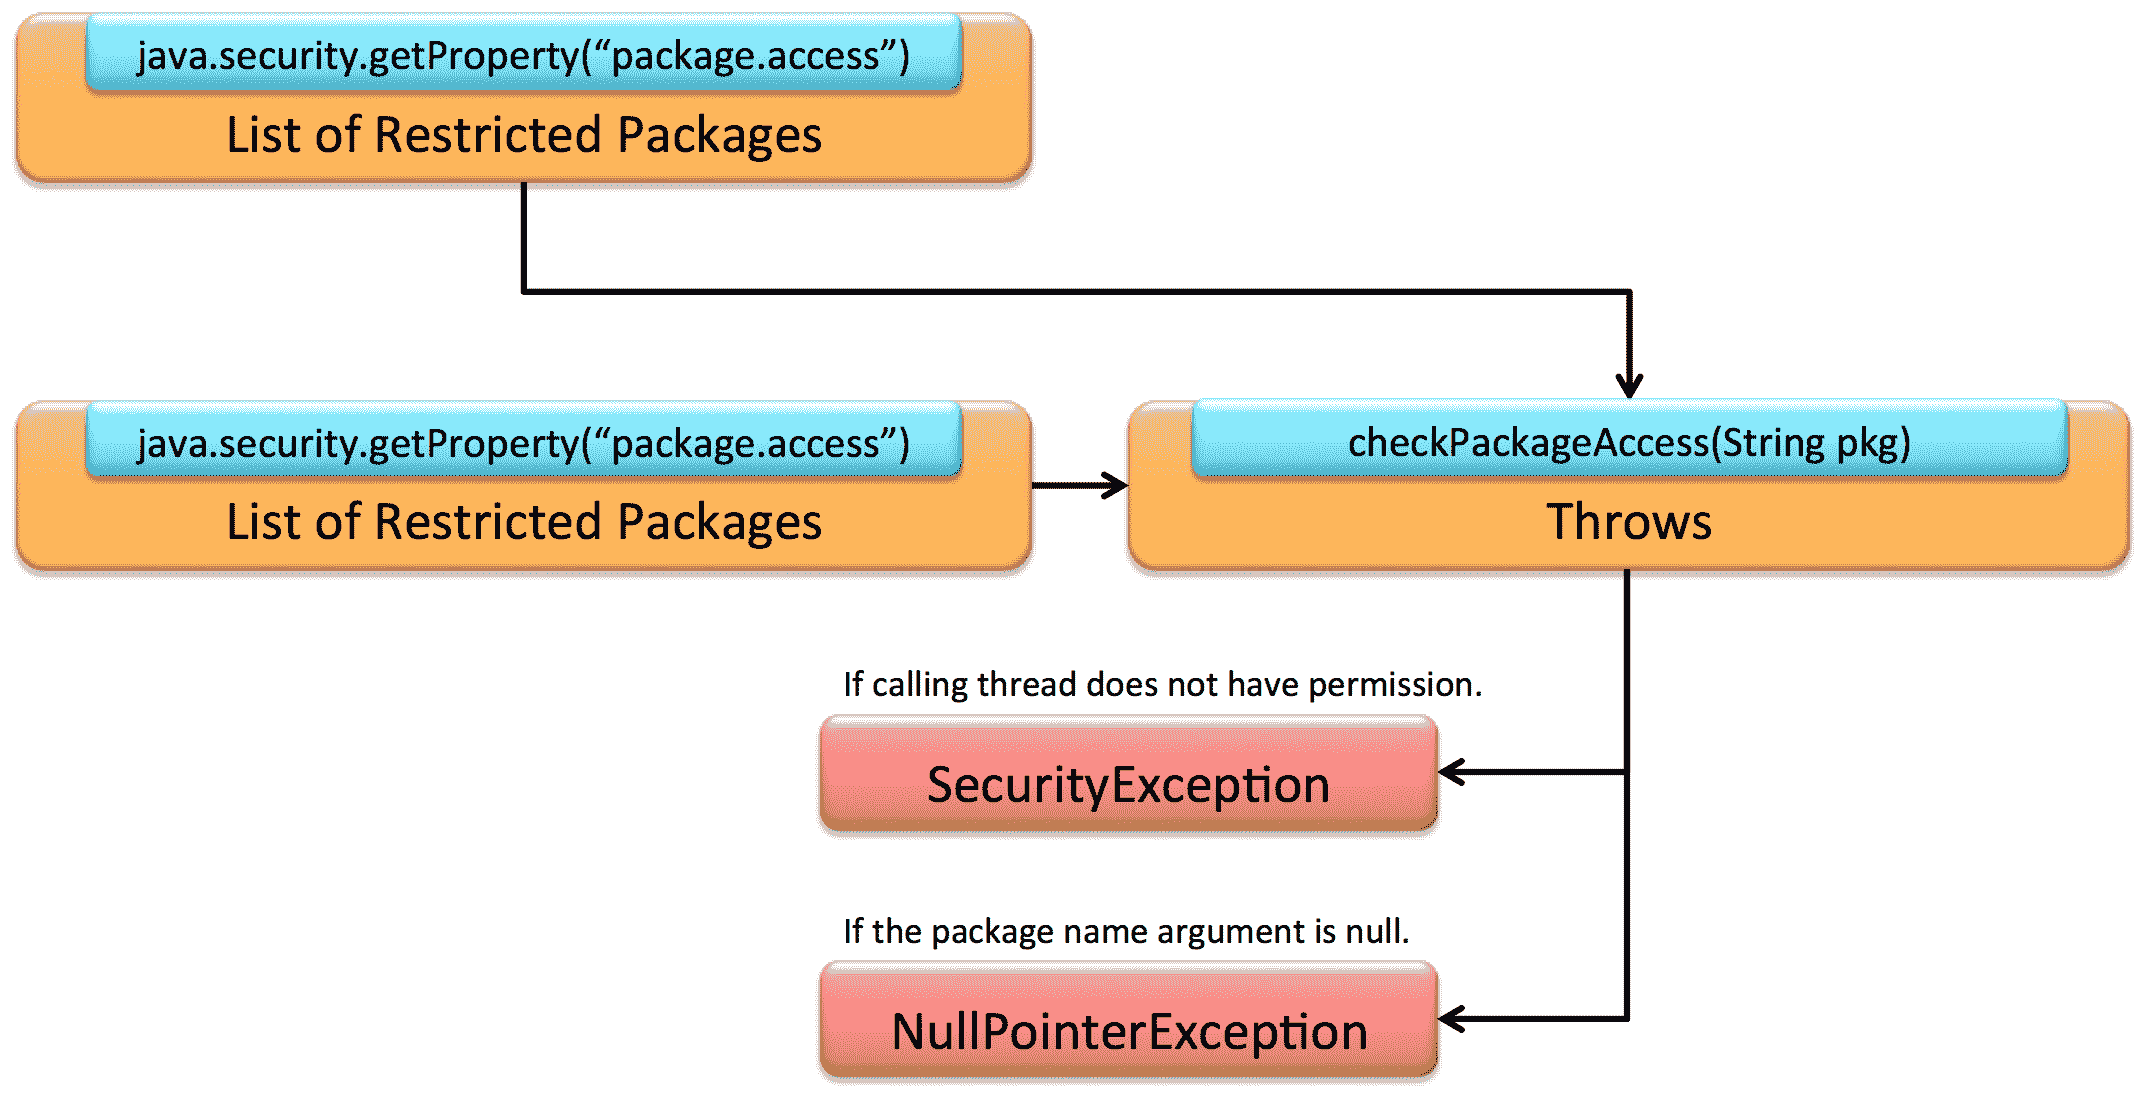 java.security.getProperty(“package.access”)
List of Restricted Packages
java.security.getProperty(“package.access”)
List of Restricted Packages
checkPackageAccess(String pkg)
Throws
If calling thread does not have permission.
SecurityException
If the package name argument is null.
NullPointerException